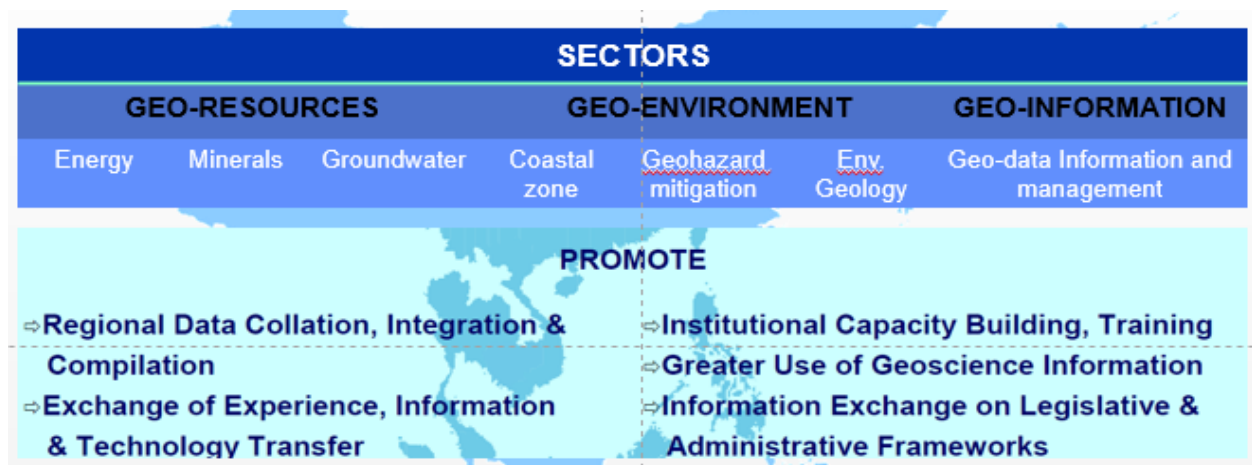 SECTORS
GEO-RESOURCES GEO-ENVIRONMENT GEO-INFORMATION
Energy Minerals Groundwater Coastal zone Geohazard mitigation Env. Geology Geo-data Information and management
PROMOTE
⇨Regional Data Collation, Integration &
Compilation
⇨Exchange of Experience, Information
& Technology Transfer
⇨Institutional Capacity Building, Training
⇨Greater Use of Geoscience Information
⇨Information Exchange on Legislative &
Administrative Frameworks